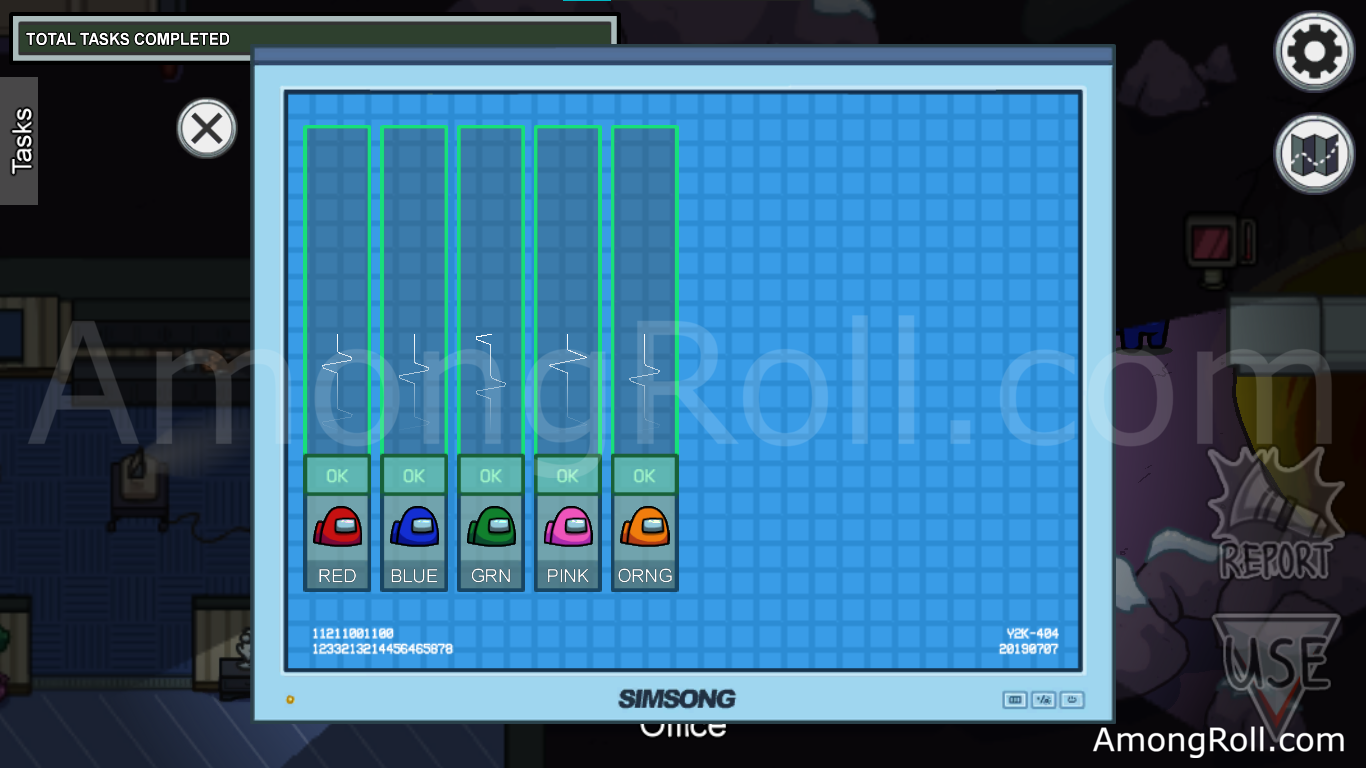 TOTAL TASKS COMPLETED
Tasks
AmongRoll.com
OK OK OK OK OK
RED BLUE GRN PINK ORNG
REPORT
11211001100
1233213214456465878
Y2K-404
20190707
USE
SIMSONG
Office
AmongRoll.com